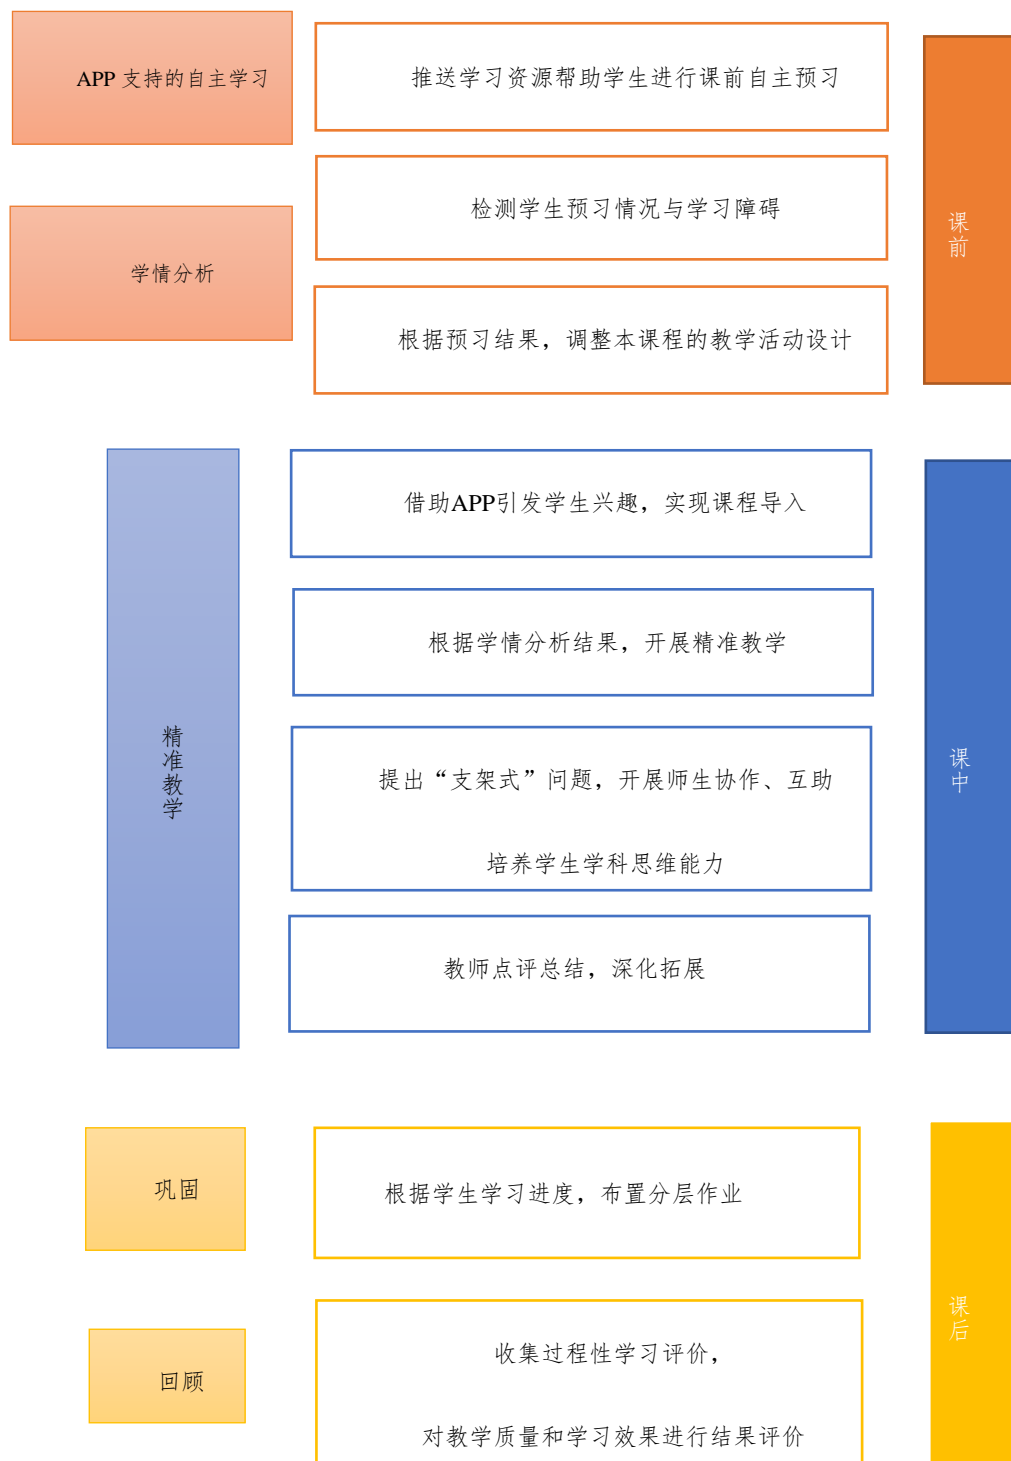 APP 支持的自主学习
推送学习资源帮助学生进行课前自主预习
检测学生预习情况与学习障碍
学情分析
根据预习结果，调整本课程的教学活动设计
课前
借助APP引发学生兴趣，实现课程导入
根据学情分析结果，开展精准教学
精准教学
提出“支架式”问题，开展师生协作、互助
培养学生学科思维能力
课中
教师点评总结，深化拓展
巩固
根据学生学习进度，布置分层作业
课后
回顾
收集过程性学习评价，
对教学质量和学习效果进行结果评价